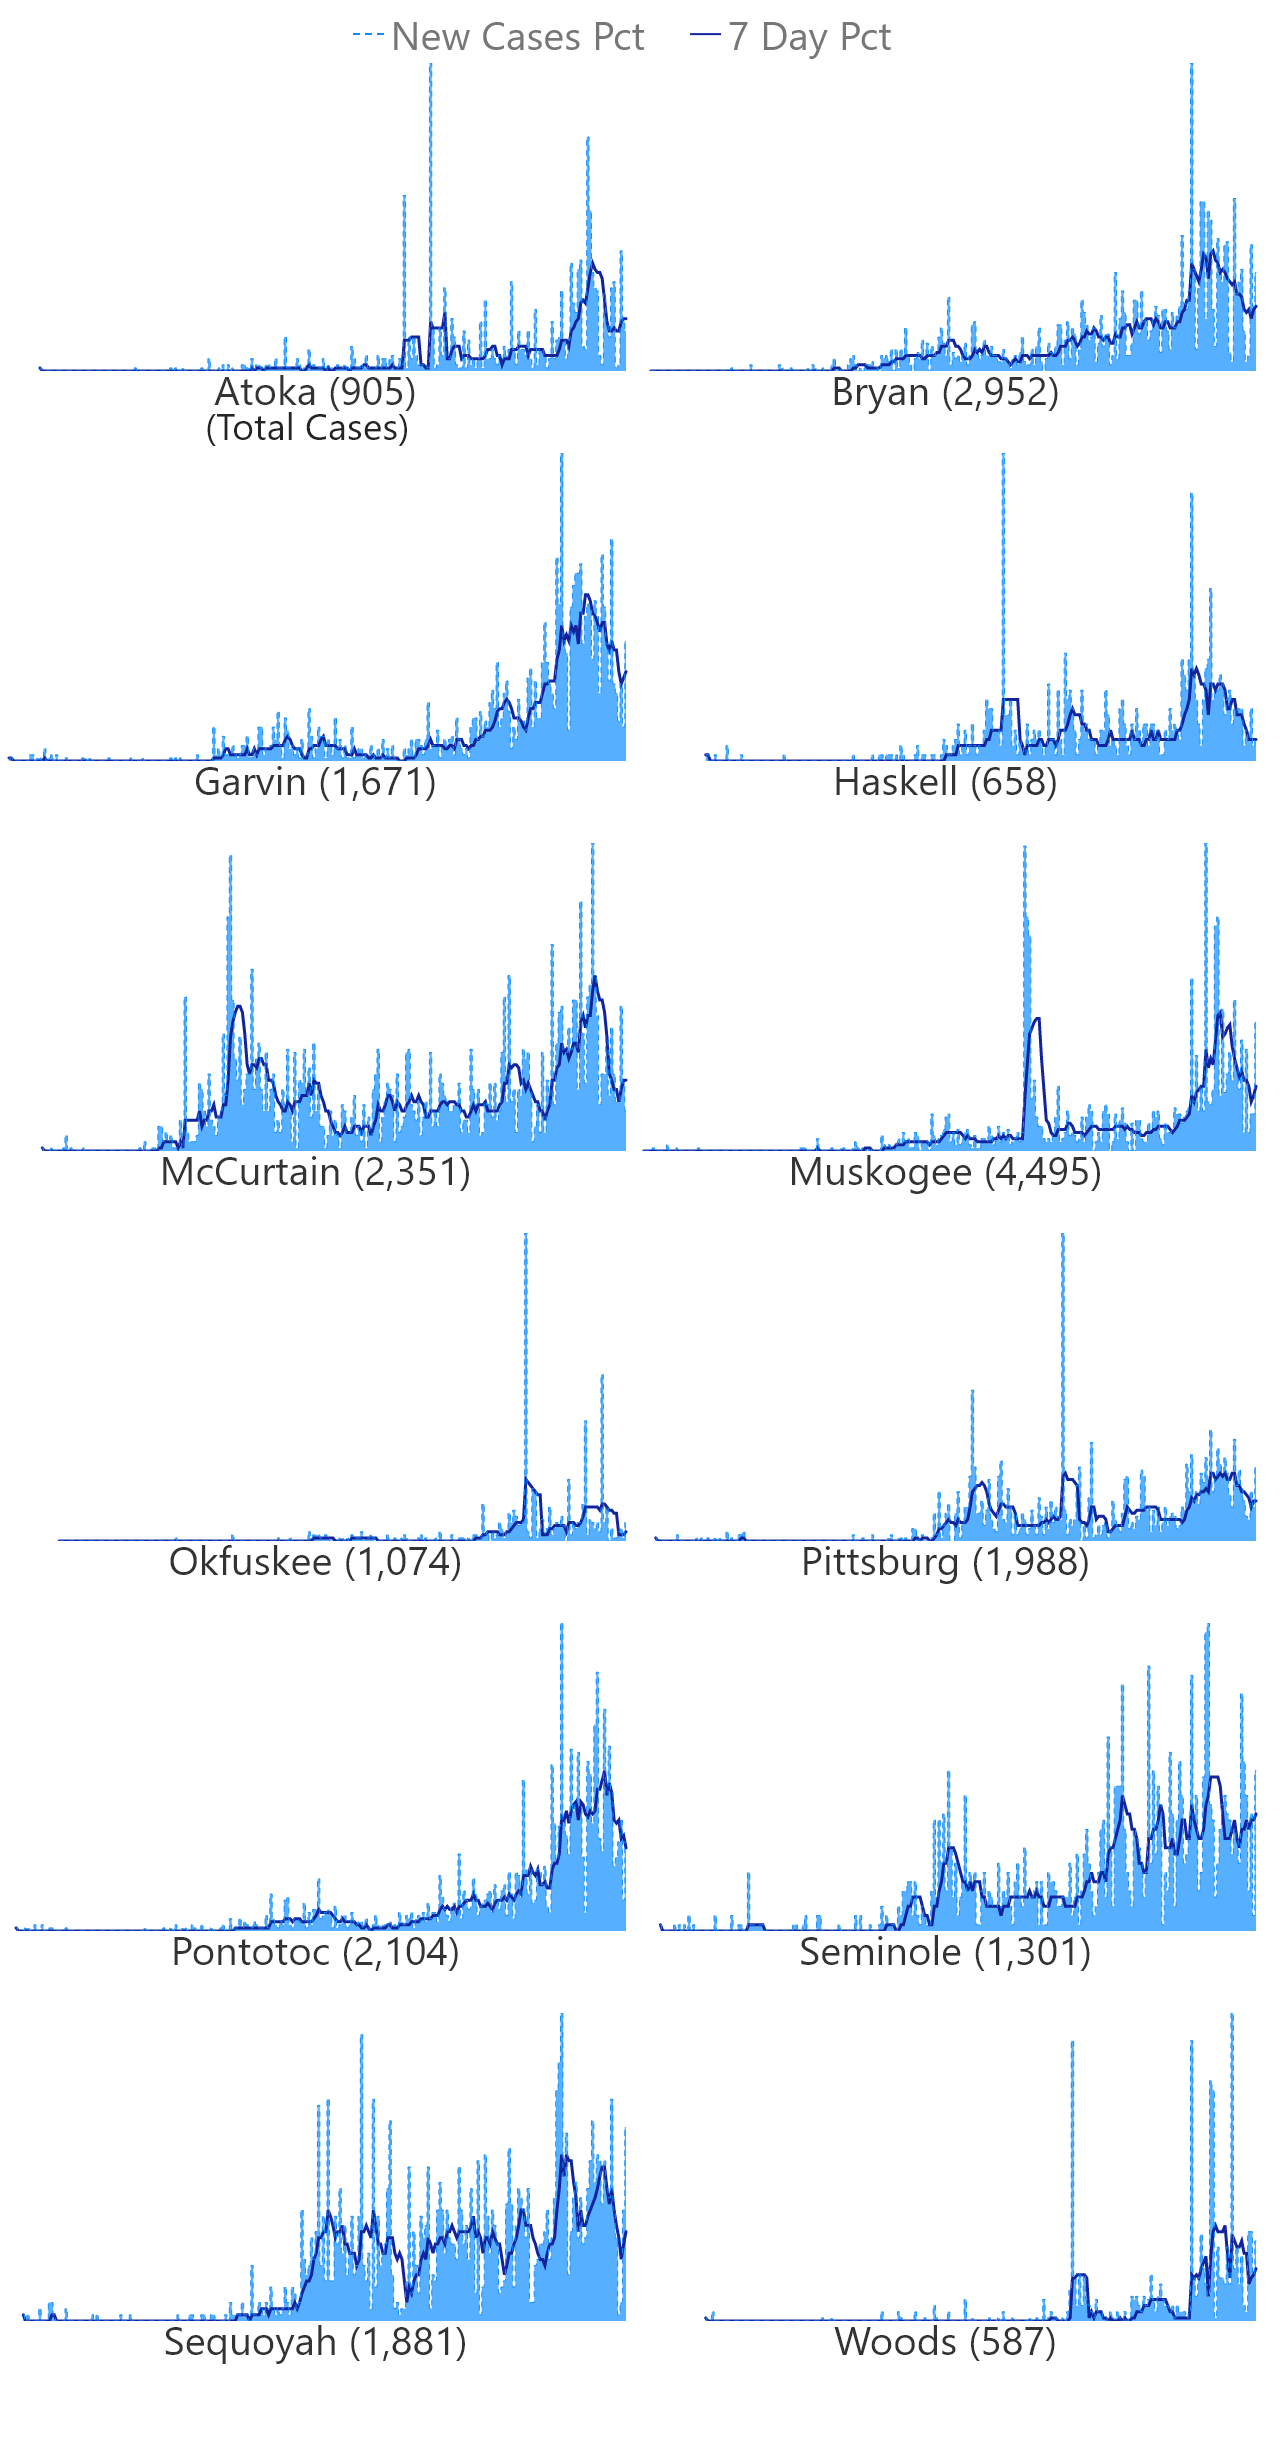 New Cases Pct 7 Day Pct
Atoka (905)
(Total Cases)
Bryan (2,952)
Garvin (1,671)
Haskell (658)
McCurtain (2,351)
Muskogee (4,495)
Okfuskee (1,074)
Pittsburg (1,988)
Pontotoc (2,104)
Seminole (1,301)
Sequoyah (1,881)
Woods (587)